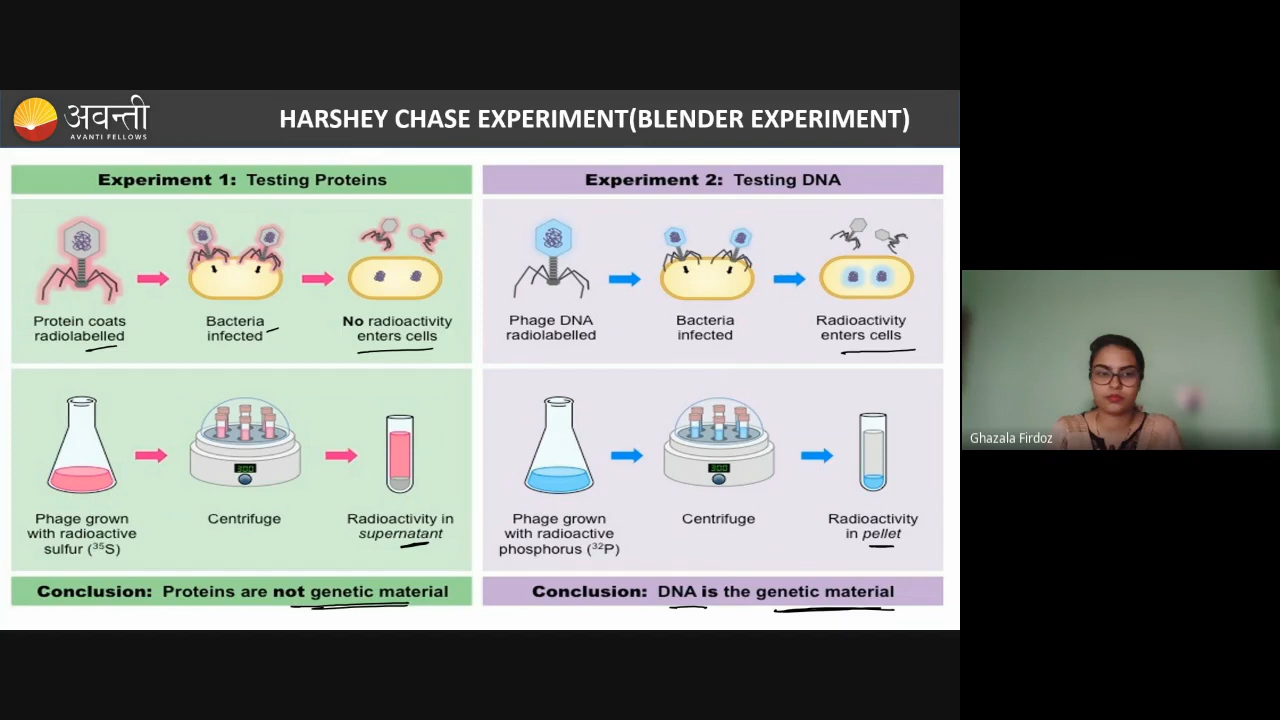 अवन्ती
AVANTI FELLOWS
HARSHEY CHASE EXPERIMENT(BLENDER EXPERIMENT)
Experiment 1: Testing Proteins
Protein coats
radiolabelled
Bacteria
infected
No radioactivity
enters cells
300
Phage grown
with radioactive
sulfur (³⁵S)
Centrifuge
Radioactivity in
supernatant
Conclusion: Proteins are not genetic material
Experiment 2: Testing DNA
Phage DNA
radiolabelled
Bacteria
infected
Radioactivity
enters cells
300
Phage grown
with radioactive
phosphorus (³²P)
Centrifuge
Radioactivity
in pellet
Conclusion: DNA is the genetic material
Ghazala Firdoz